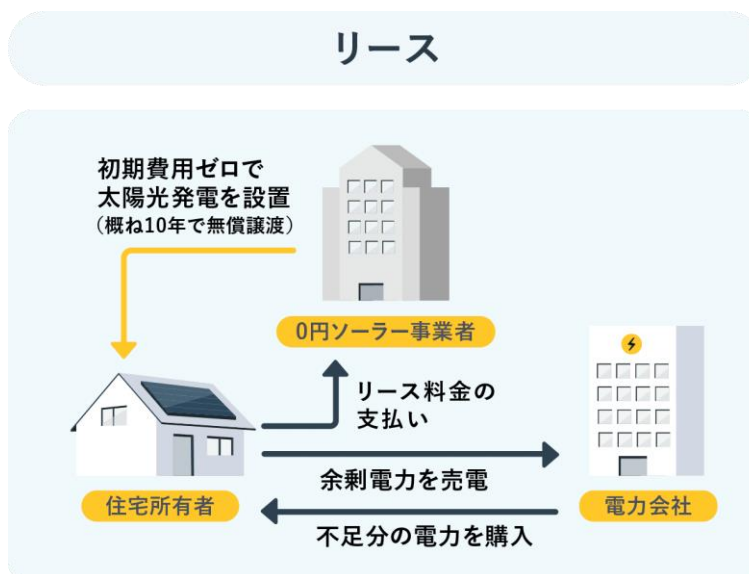 リース
初期費用ゼロで
太陽光発電を設置
（概ね10年で無償譲渡）
0円ソーラー事業者
リース料金の
支払い
余剰電力を売電
住宅所有者
電力会社
不足分の電力を購入